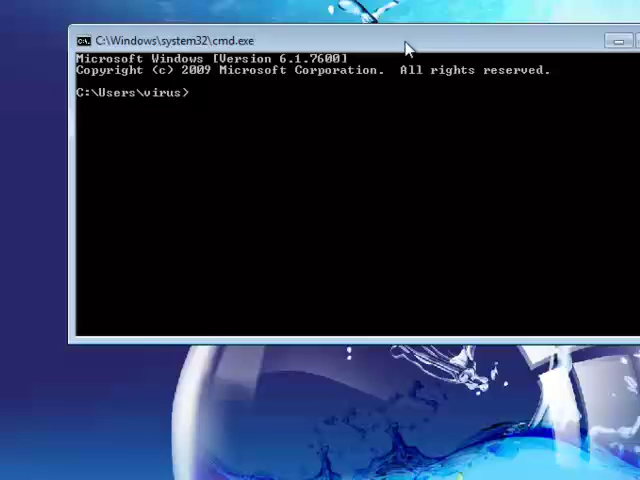 C:\Windows\system32\cmd.exe
Microsoft Windows [Version 6.1.7600]
Copyright (c) 2009 Microsoft Corporation.  All rights reserved.
C:\Users\virus>